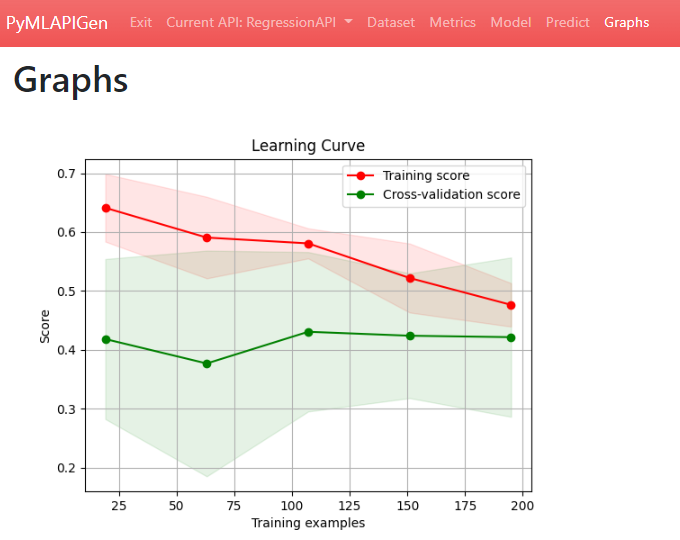 PyMLAPIGen Exit Current API: RegressionAPI Dataset Metrics Model Predict Graphs
Graphs
Learning Curve
Training score
Cross-validation score
0.7
0.6
0.5
0.4
0.3
0.2
Score
25 50 75 100 125 150 175 200
Training examples